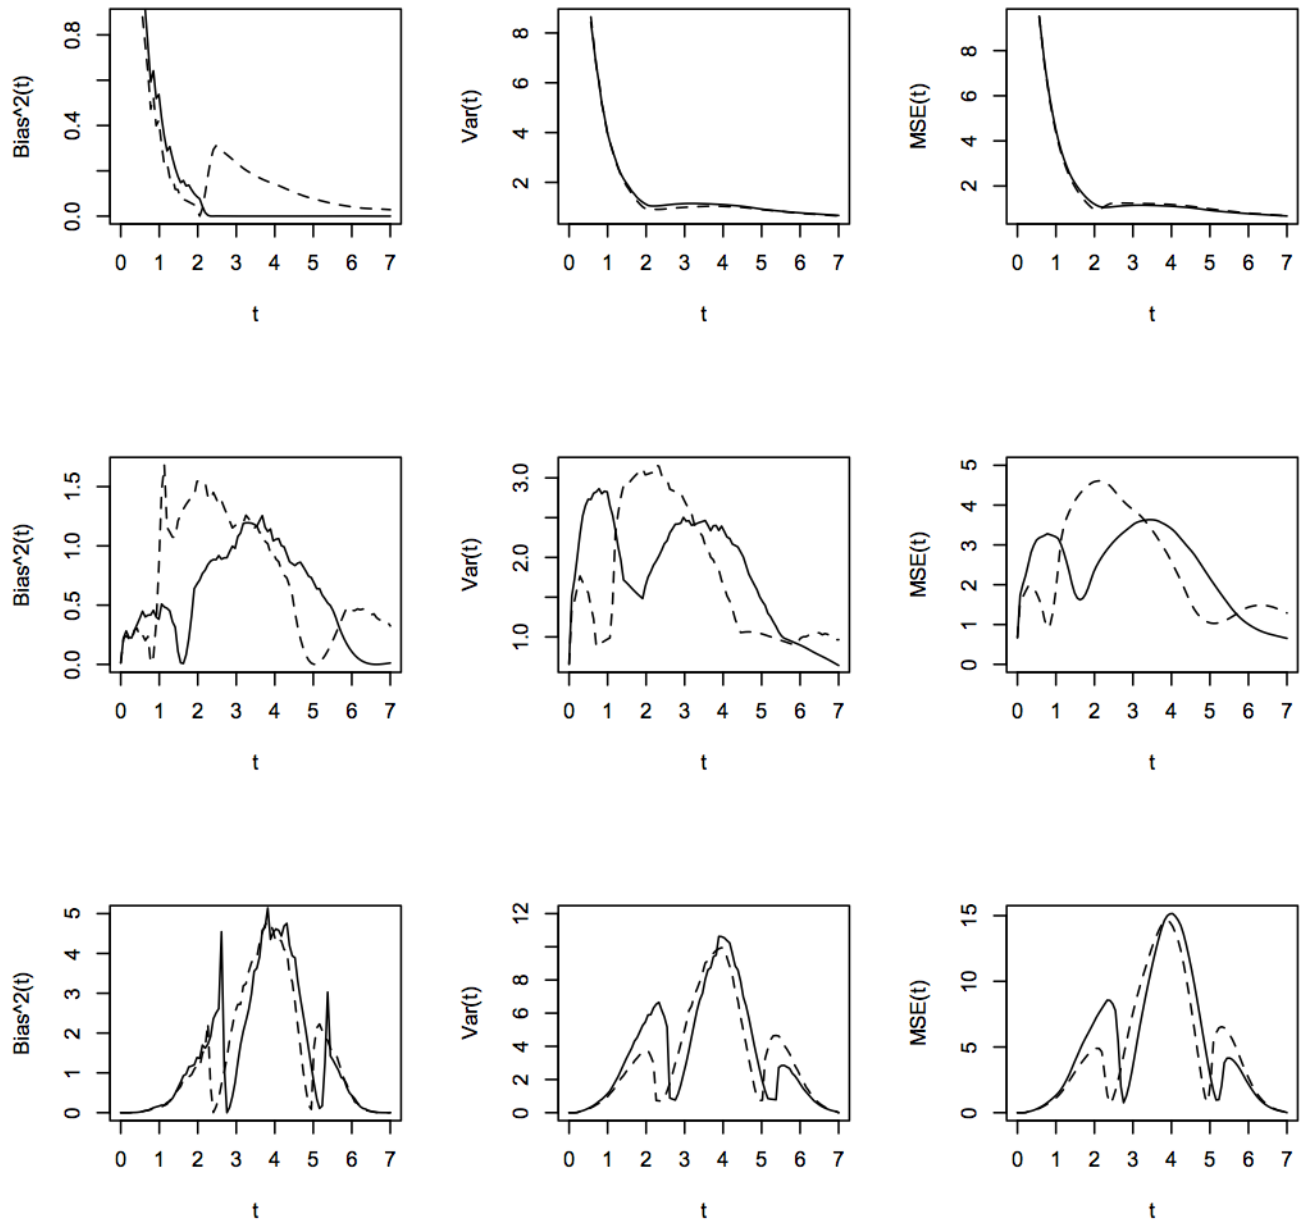 Bias^2(t)
0.0 0.4 0.8
0 1 2 3 4 5 6 7
t
Var(t)
2 4 6 8
0 1 2 3 4 5 6 7
t
MSE(t)
2 4 6 8
0 1 2 3 4 5 6 7
t
Bias^2(t)
0.0 0.5 1.0 1.5
0 1 2 3 4 5 6 7
t
Var(t)
1.0 2.0 3.0
0 1 2 3 4 5 6 7
t
MSE(t)
0 1 2 3 4 5
0 1 2 3 4 5 6 7
t
Bias^2(t)
0 1 2 3 4 5
0 1 2 3 4 5 6 7
t
Var(t)
0 2 4 6 8 12
0 1 2 3 4 5 6 7
t
MSE(t)
0 5 10 15
0 1 2 3 4 5 6 7
t